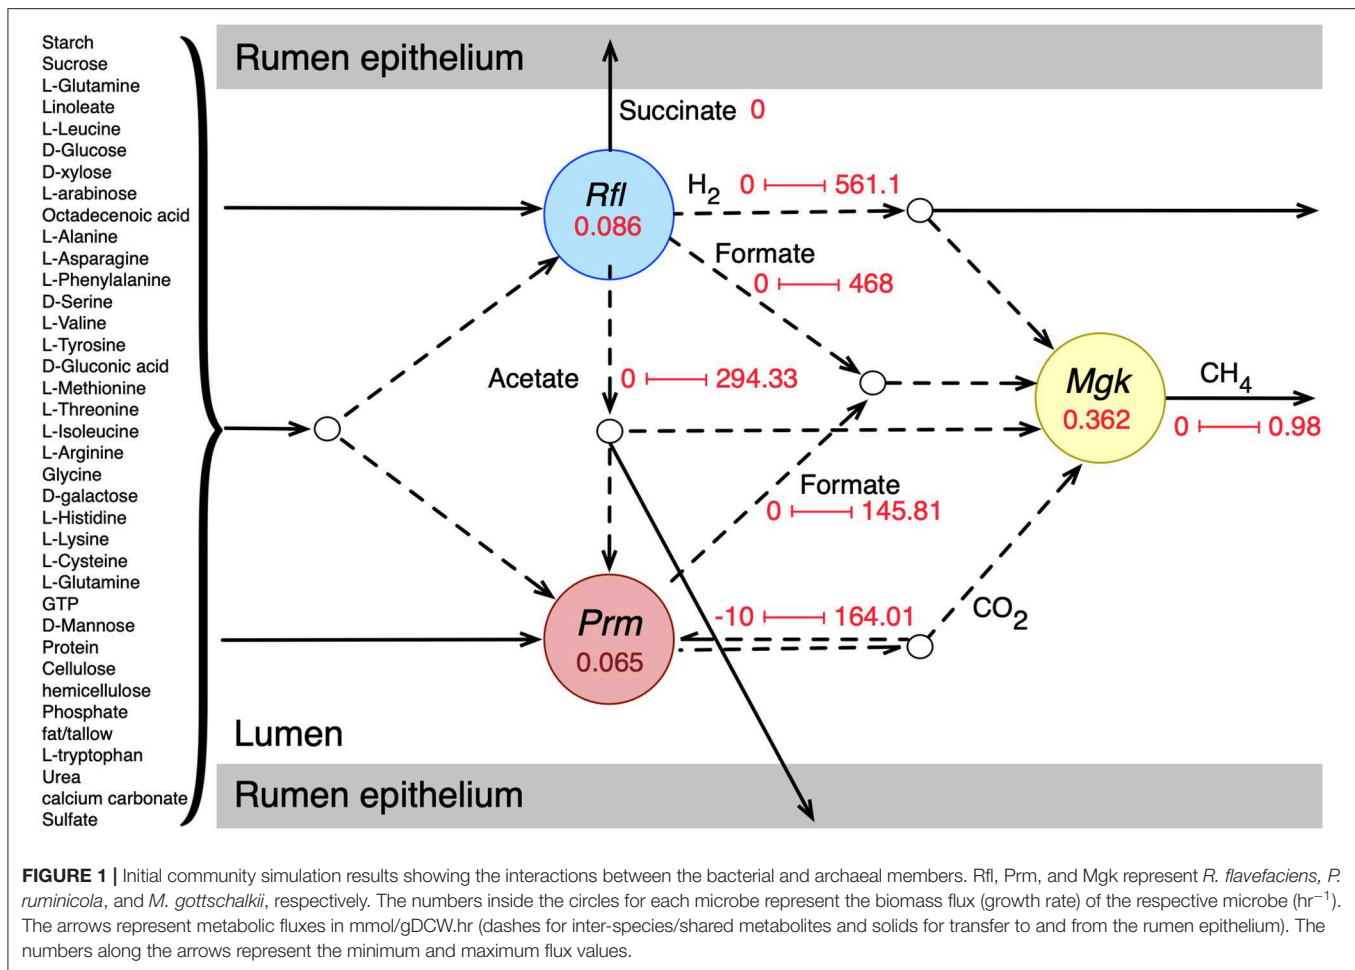 Starch
Sucrose
L-Glutamine
Linoleate
L-Leucine
D-Glucose
D-xylose
L-arabinose
Octadecenoic acid
L-Alanine
L-Asparagine
L-Phenylalanine
D-Serine
L-Valine
L-Tyrosine
D-Gluconic acid
L-Methionine
L-Threonine
L-Isoleucine
L-Arginine
Glycine
D-galactose
L-Histidine
L-Lysine
L-Cysteine
L-Glutamine
GTP
D-Mannose
Protein
Cellulose
hemicellulose
Phosphate
fat/tallow
L-tryptophan
Urea
calcium carbonate
Sulfate
Rumen epithelium
Succinate 0
Rfl
0.086
H2 0 561.1
Formate
0 468
Acetate 0 294.33
Mgk
0.362
CH4
0 0.98
Formate
0 145.81
Prm
0.065
-10 164.01
CO2
Lumen
Rumen epithelium
FIGURE 1 | Initial community simulation results showing the interactions between the bacterial and archaeal members. Rfl, Prm, and Mgk represent R. flavefaciens, P.
ruminicola, and M. gottschalkii, respectively. The numbers inside the circles for each microbe represent the biomass flux (growth rate) of the respective microbe (hr−1).
The arrows represent metabolic fluxes in mmol/gDCW.hr (dashes for inter-species/shared metabolites and solids for transfer to and from the rumen epithelium). The
numbers along the arrows represent the minimum and maximum flux values.